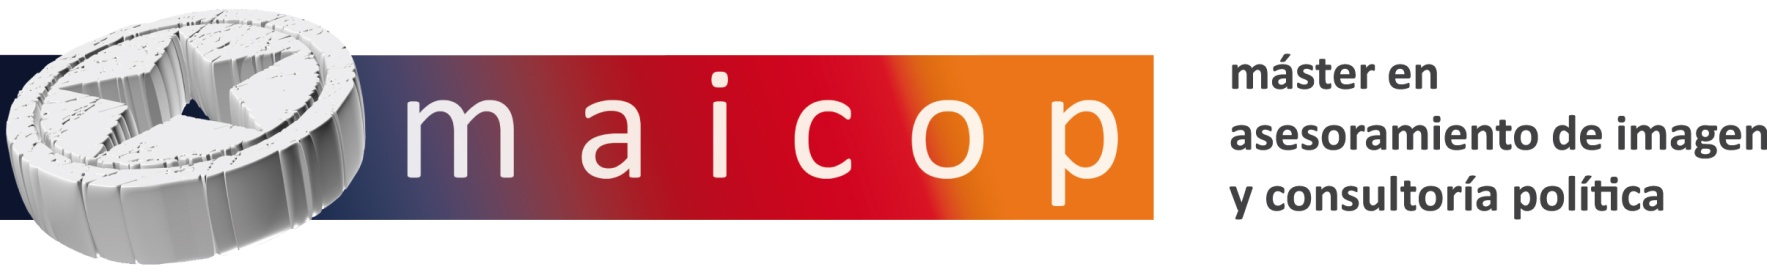 maicop
máster en
asesoramiento de imagen
y consultoría política